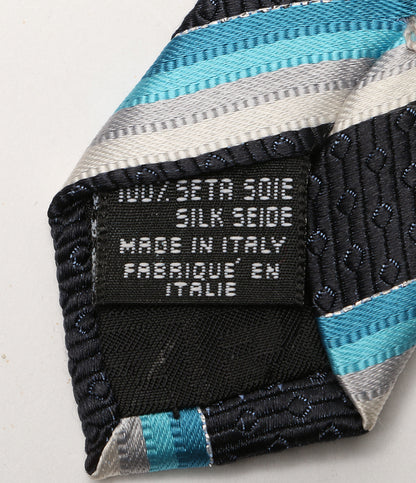 100% SETA SOIE
SILK SEIDE
MADE IN ITALY
FABRIQUE' EN
ITALIE